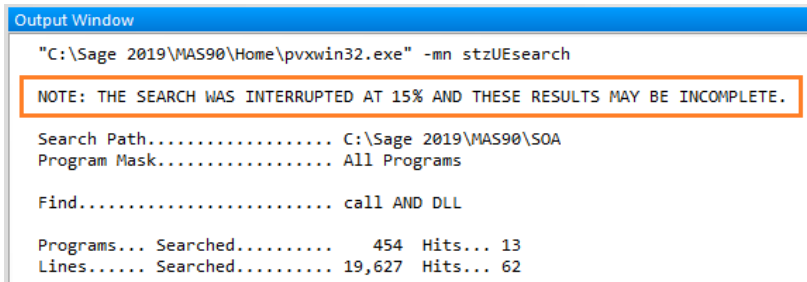 Output Window
"C:\Sage 2019\MAS90\Home\pvxwin32.exe" -mn stzUEsearch
NOTE: THE SEARCH WAS INTERRUPTED AT 15% AND THESE RESULTS MAY BE INCOMPLETE.
Search Path................... C:\Sage 2019\MAS90\SOA
Program Mask.................. All Programs
Find.......................... call AND DLL
Programs... Searched.......... 454 Hits... 13
Lines...... Searched.......... 19,627 Hits... 62